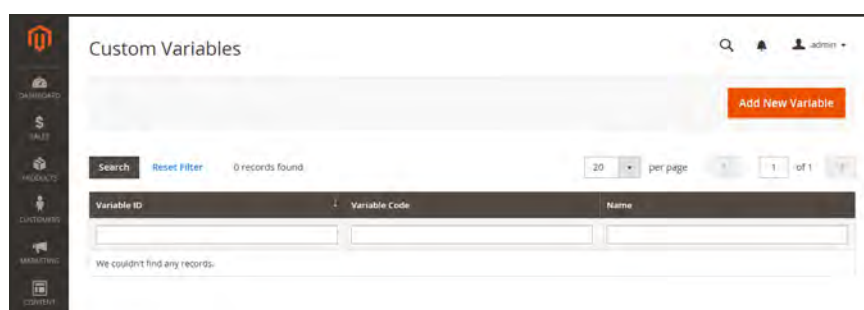 Custom Variables
admin
DASHBOARD
Add New Variable
SALES
Search Reset Filter 0 records found
20 per page 1 of 1
PRODUCTS
Variable ID Variable Code Name
CUSTOMERS
MARKETING
We couldn't find any records.
CONTENT